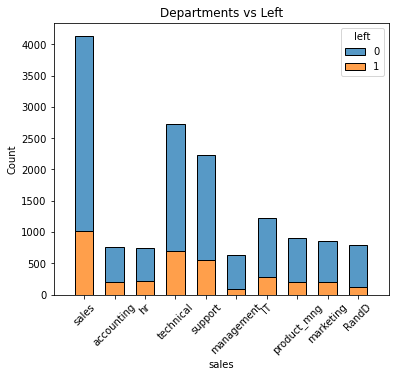 Departments vs Left
left
0
1
4000
3500
3000
2500
2000
1500
1000
500
0
Count
sales
accounting
hr
technical
support
management
IT
product_mng
marketing
RandD
sales